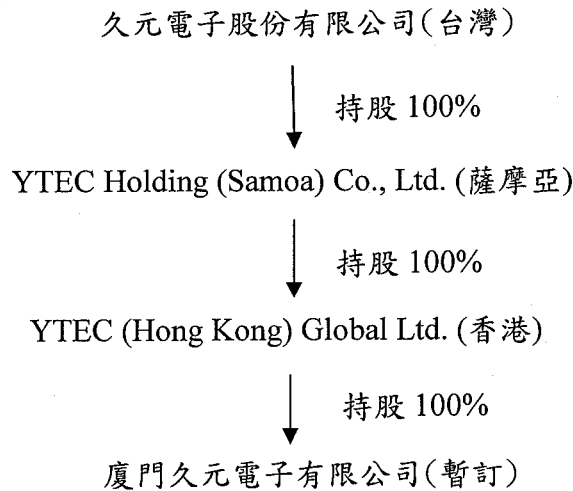 久元電子股份有限公司(台灣)
持股 100%
YTEC Holding (Samoa) Co., Ltd. (薩摩亞)
持股 100%
YTEC (Hong Kong) Global Ltd. (香港)
持股 100%
廈門久元電子有限公司(暫訂)